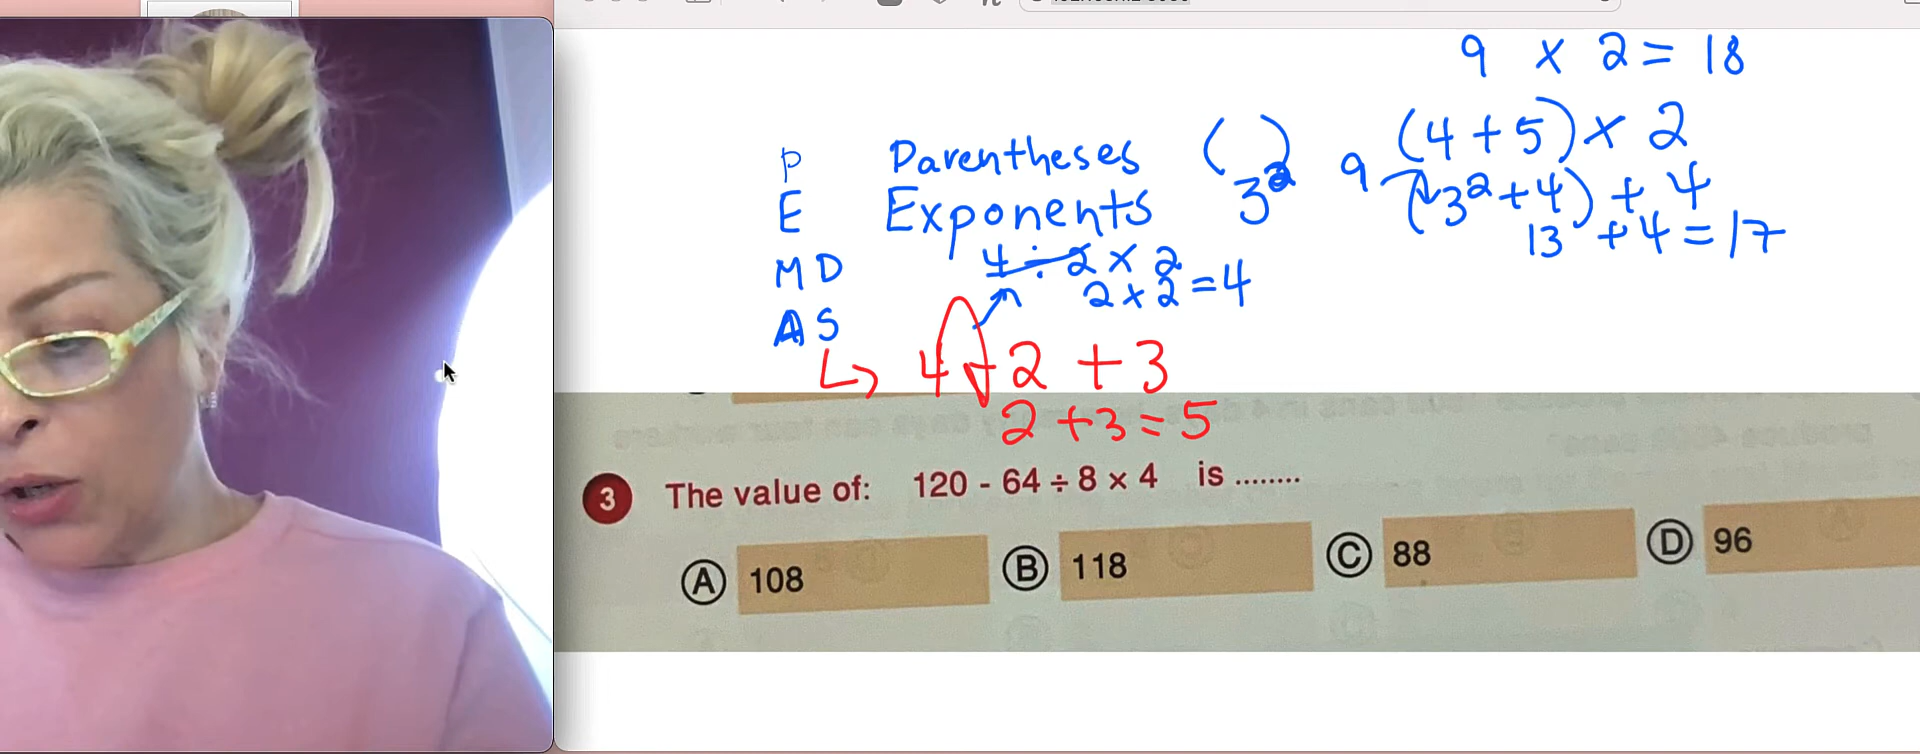 9 x 2 = 18
P Parentheses ( ) (4 + 5) x 2
E Exponents 3² 9 (3² + 4) + 4
13 + 4 = 17
M D 4 ÷ 2 x 2
2 x 2 = 4
A S
4 - 2 + 3
2 + 3 = 5
3 The value of: 120 - 64 ÷ 8 × 4 is ........
A 108 B 118 C 88 D 96